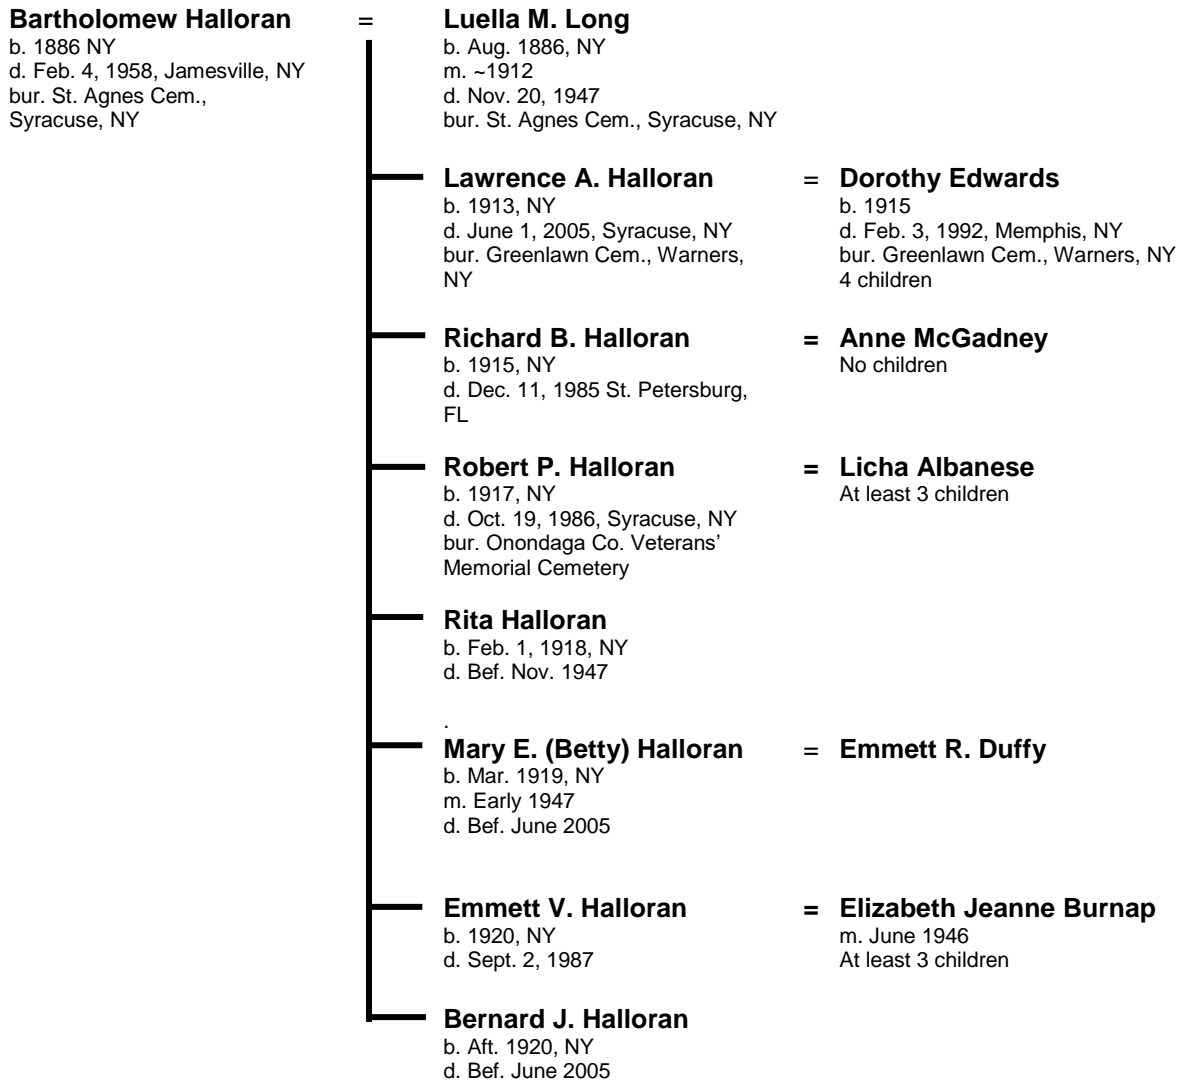 Bartholomew Halloran = Luella M. Long
b. 1886 NY
d. Feb. 4, 1958, Jamesville, NY
bur. St. Agnes Cem.,
Syracuse, NY
b. Aug. 1886, NY
m. ~1912
d. Nov. 20, 1947
bur. St. Agnes Cem., Syracuse, NY
Lawrence A. Halloran = Dorothy Edwards
b. 1913, NY
d. June 1, 2005, Syracuse, NY
bur. Greenlawn Cem., Warners,
NY
b. 1915
d. Feb. 3, 1992, Memphis, NY
bur. Greenlawn Cem., Warners, NY
4 children
Richard B. Halloran = Anne McGadney
b. 1915, NY
d. Dec. 11, 1985 St. Petersburg,
FL
No children
Robert P. Halloran = Licha Albanese
b. 1917, NY
d. Oct. 19, 1986, Syracuse, NY
bur. Onondaga Co. Veterans’
Memorial Cemetery
At least 3 children
Rita Halloran
b. Feb. 1, 1918, NY
d. Bef. Nov. 1947
.
Mary E. (Betty) Halloran = Emmett R. Duffy
b. Mar. 1919, NY
m. Early 1947
d. Bef. June 2005
Emmett V. Halloran = Elizabeth Jeanne Burnap
b. 1920, NY
d. Sept. 2, 1987
m. June 1946
At least 3 children
Bernard J. Halloran
b. Aft. 1920, NY
d. Bef. June 2005